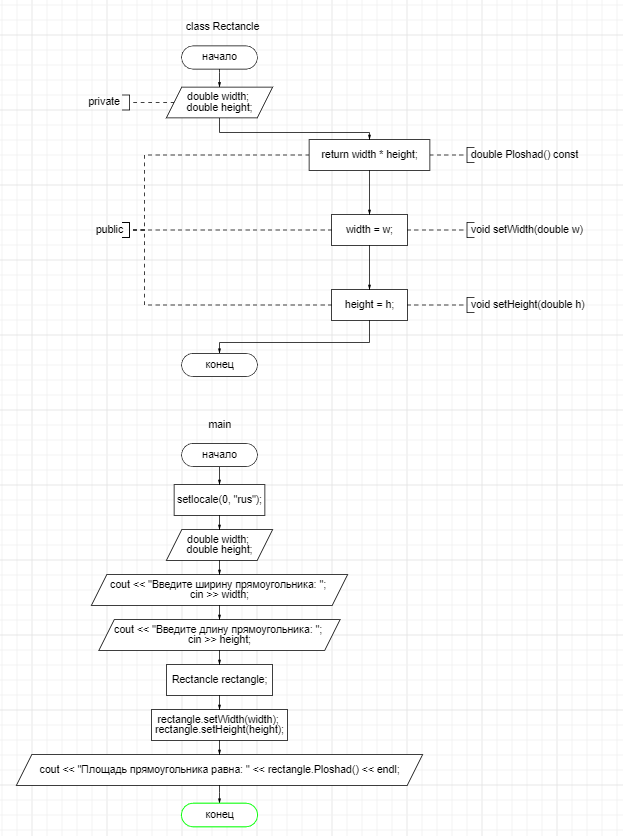 class Rectancle
начало
private
double width;
double height;
return width * height;
double Ploshad() const
public
width = w;
void setWidth(double w)
height = h;
void setHeight(double h)
конец
main
начало
setlocale(0, "rus");
double width;
double height;
cout << "Введите ширину прямоугольника: ";
cin >> width;
cout << "Введите длину прямоугольника: ";
cin >> height;
Rectancle rectangle;
rectangle.setWidth(width);
rectangle.setHeight(height);
cout << "Площадь прямоугольника равна: " << rectangle.Ploshad() << endl;
конец